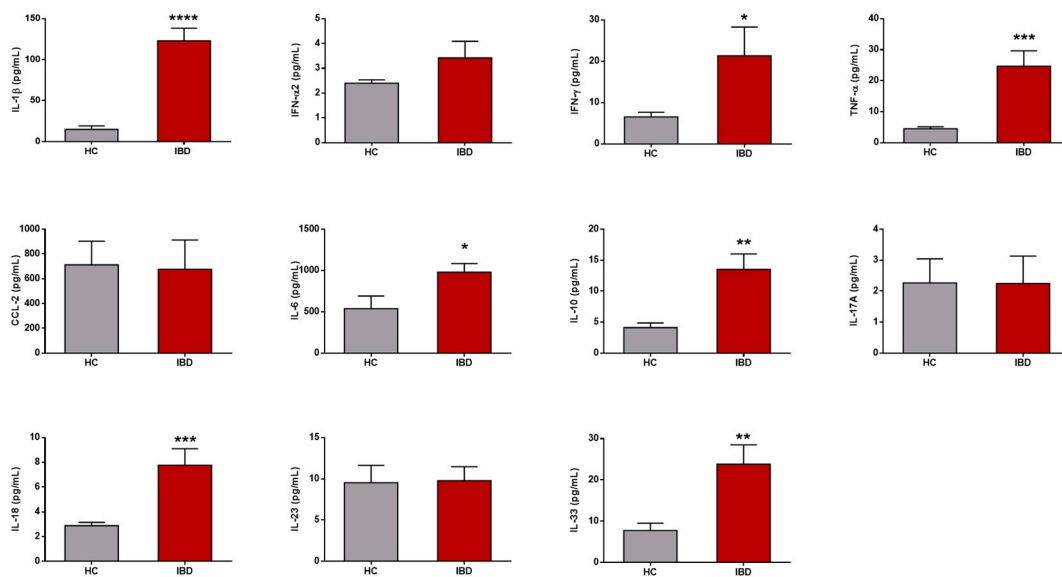 IL-1β (pg/mL)
150
100
50
0
****
HC
IBD
IFN-α2 (pg/mL)
5
4
3
2
1
0
HC
IBD
IFN-γ (pg/mL)
30
20
10
0
*
HC
IBD
TNF-α (pg/mL)
40
30
20
10
0
***
HC
IBD
CCL-2 (pg/mL)
1000
800
600
400
200
0
HC
IBD
IL-6 (pg/mL)
1500
1000
500
0
*
HC
IBD
IL-10 (pg/mL)
20
15
10
5
0
**
HC
IBD
IL-17A (pg/mL)
4
3
2
1
0
HC
IBD
IL-18 (pg/mL)
10
8
6
4
2
0
***
HC
IBD
IL-23 (pg/mL)
15
10
5
0
HC
IBD
IL-33 (pg/mL)
30
20
10
0
**
HC
IBD